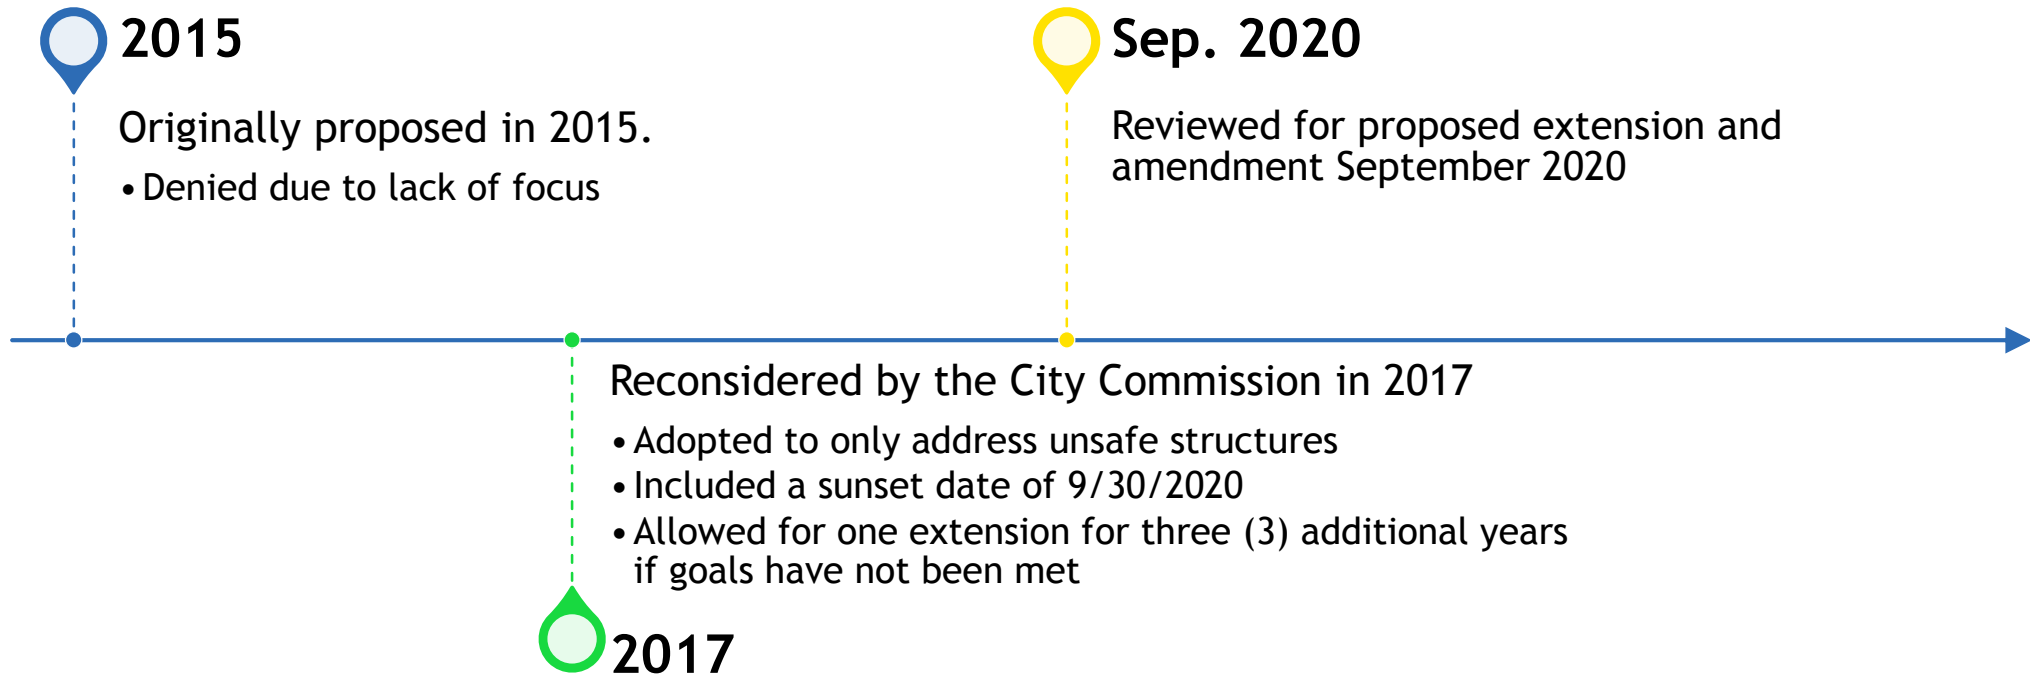 2015
Originally proposed in 2015.
• Denied due to lack of focus
Sep. 2020
Reviewed for proposed extension and
amendment September 2020
Reconsidered by the City Commission in 2017
• Adopted to only address unsafe structures
• Included a sunset date of 9/30/2020
• Allowed for one extension for three (3) additional years
if goals have not been met
2017